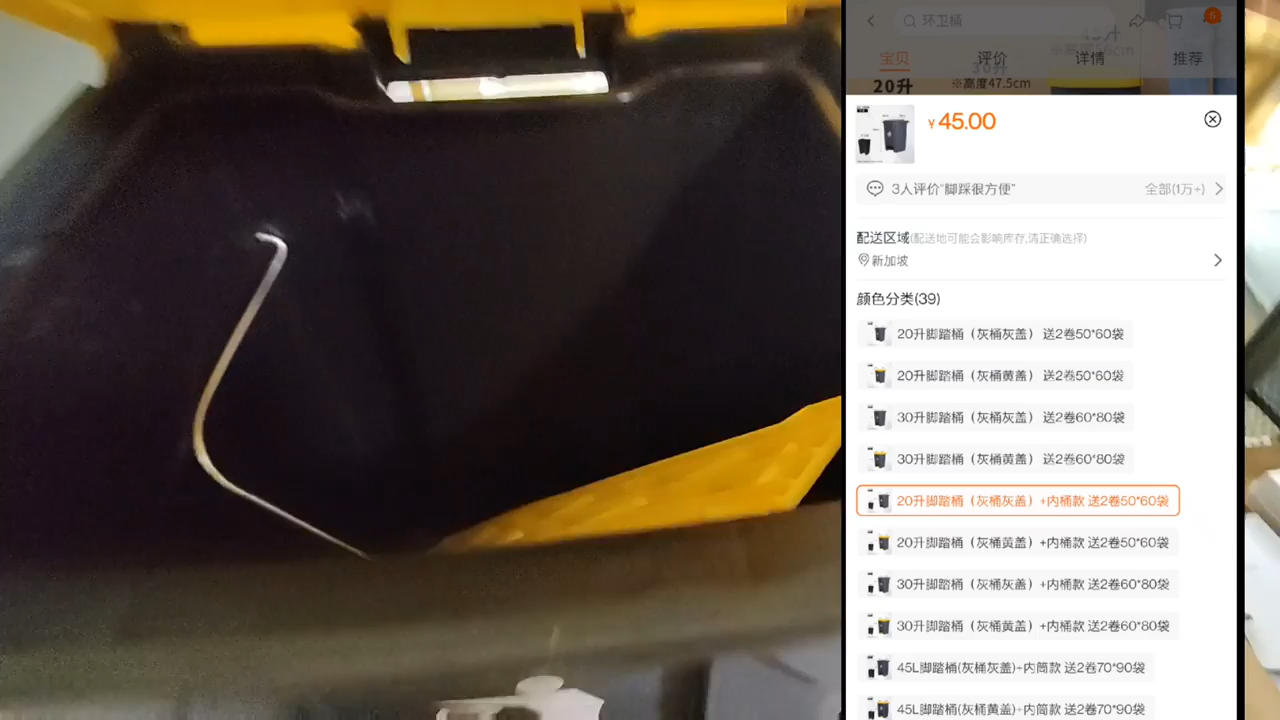 环卫桶
5
宝贝
评价
详情
推荐
20升
※高度47.5cm
¥45.00
3人评价“脚踩很方便”
全部(1万+)
配送区域(配送地可能会影响库存,请正确选择)
新加坡
颜色分类(39)
20升脚踏桶（灰桶灰盖） 送2卷50*60袋
20升脚踏桶（灰桶黄盖） 送2卷50*60袋
30升脚踏桶（灰桶灰盖） 送2卷60*80袋
30升脚踏桶（灰桶黄盖） 送2卷60*80袋
20升脚踏桶（灰桶灰盖）+内桶款 送2卷50*60袋
20升脚踏桶（灰桶黄盖）+内桶款 送2卷50*60袋
30升脚踏桶（灰桶灰盖）+内桶款 送2卷60*80袋
30升脚踏桶（灰桶黄盖）+内桶款 送2卷60*80袋
45L脚踏桶(灰桶灰盖)+内筒款 送2卷70*90袋
45L脚踏桶(灰桶黄盖)+内筒款 送2卷70*90袋